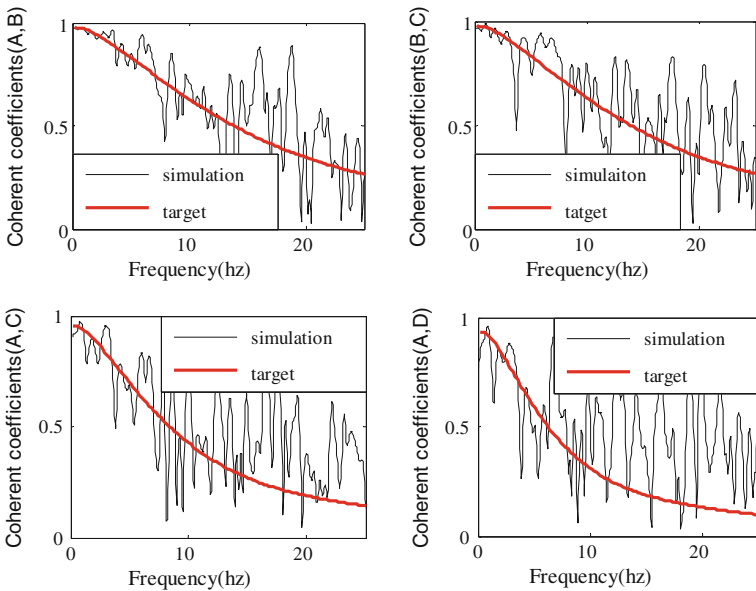 Coherent coefficients(A,B)
1
0.5
0
simulation
target
0
10
20
Frequency(hz)
Coherent coefficients(B,C)
1
0.5
0
simulaiton
tatget
0
10
20
Frequency(hz)
Coherent coefficients(A,C)
1
0.5
0
simulation
target
0
10
20
Frequency(hz)
Coherent coefficients(A,D)
1
0.5
0
simulation
target
0
10
20
Frequency(hz)